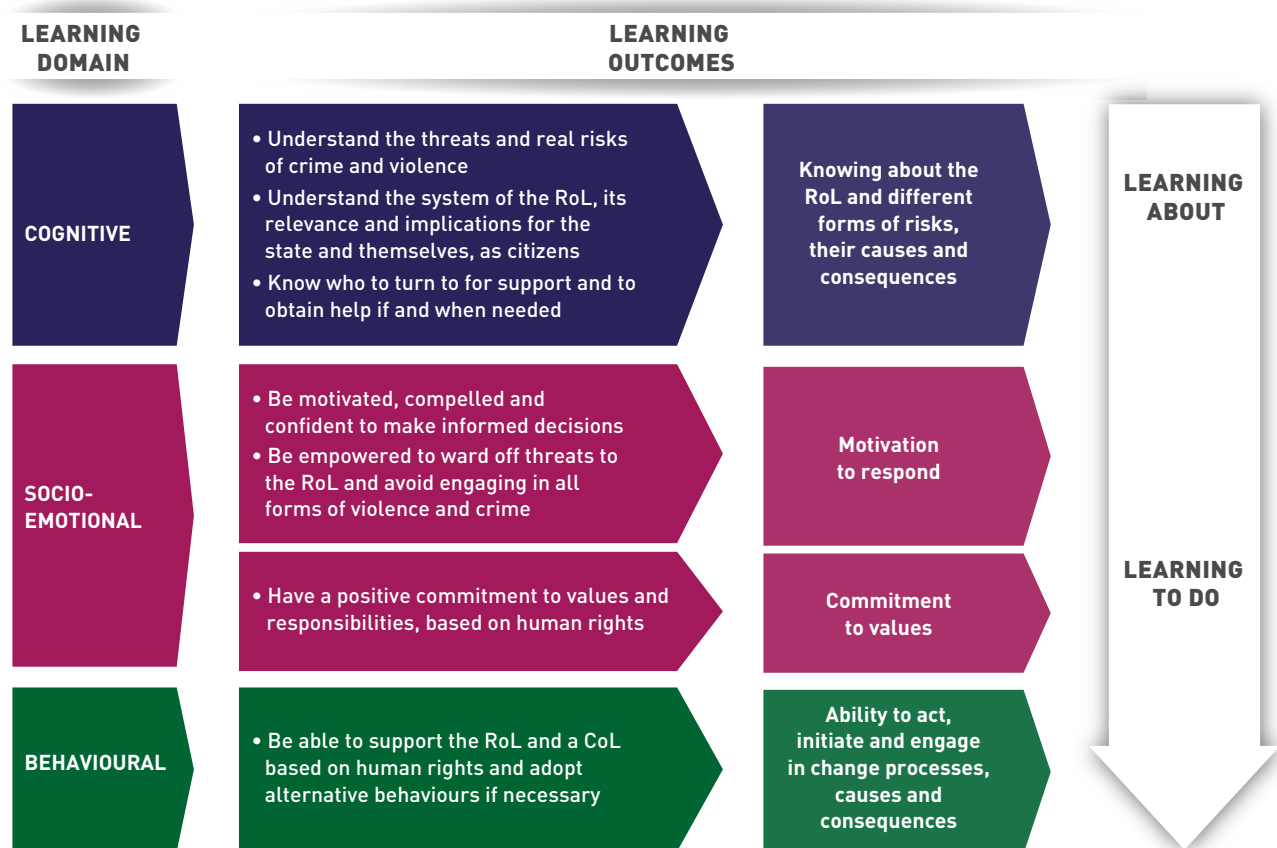 LEARNING
DOMAIN
LEARNING
OUTCOMES
COGNITIVE
• Understand the threats and real risks
of crime and violence
• Understand the system of the RoL, its
relevance and implications for the
state and themselves, as citizens
• Know who to turn to for support and to
obtain help if and when needed
Knowing about the
RoL and different
forms of risks,
their causes and
consequences
LEARNING
ABOUT
SOCIO-
EMOTIONAL
• Be motivated, compelled and
confident to make informed decisions
• Be empowered to ward off threats to
the RoL and avoid engaging in all
forms of violence and crime
Motivation
to respond
• Have a positive commitment to values and
responsibilities, based on human rights
Commitment
to values
LEARNING
TO DO
BEHAVIOURAL
• Be able to support the RoL and a CoL
based on human rights and adopt
alternative behaviours if necessary
Ability to act,
initiate and engage
in change processes,
causes and
consequences